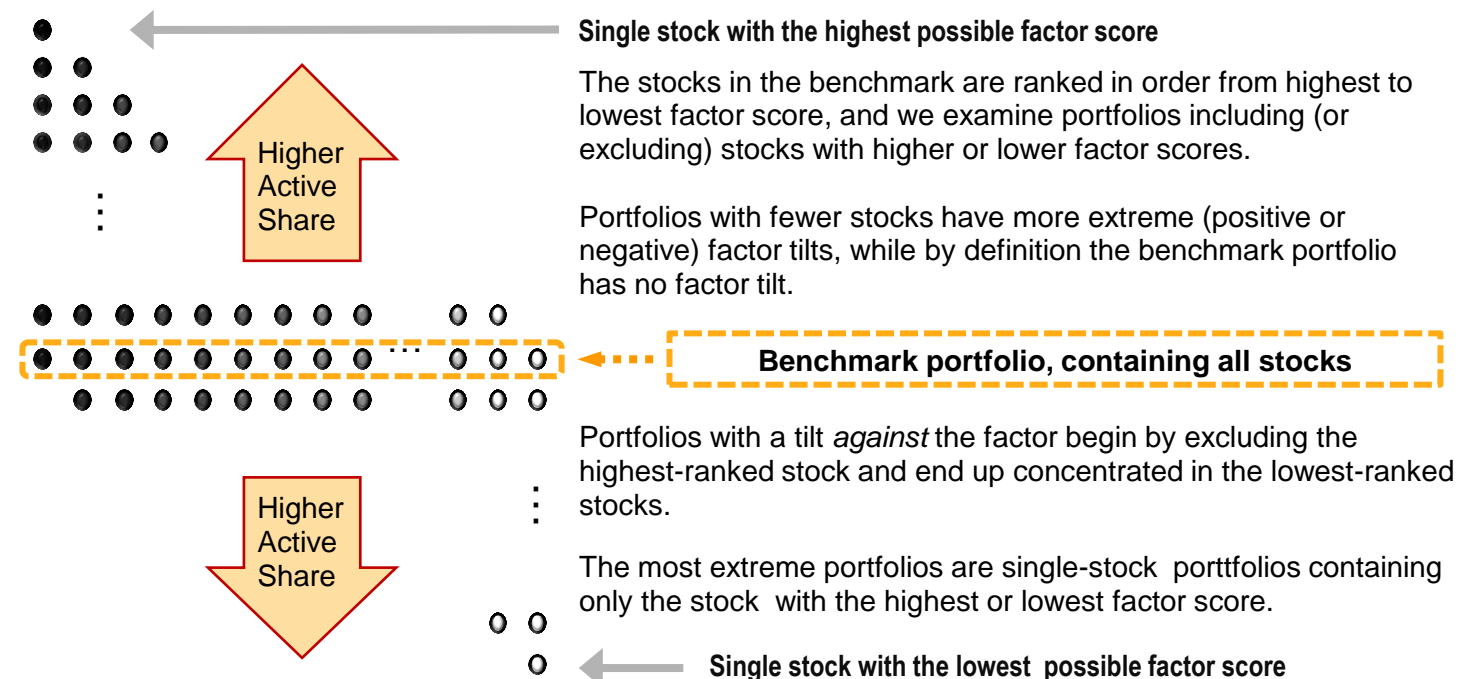 Single stock with the highest possible factor score
The stocks in the benchmark are ranked in order from highest to
lowest factor score, and we examine portfolios including (or
excluding) stocks with higher or lower factor scores.
Higher
Active
Share
Portfolios with fewer stocks have more extreme (positive or
negative) factor tilts, while by definition the benchmark portfolio
has no factor tilt.
Benchmark portfolio, containing all stocks
Portfolios with a tilt against the factor begin by excluding the
highest-ranked stock and end up concentrated in the lowest-ranked
stocks.
Higher
Active
Share
The most extreme portfolios are single-stock porttfolios containing
only the stock with the highest or lowest factor score.
Single stock with the lowest possible factor score